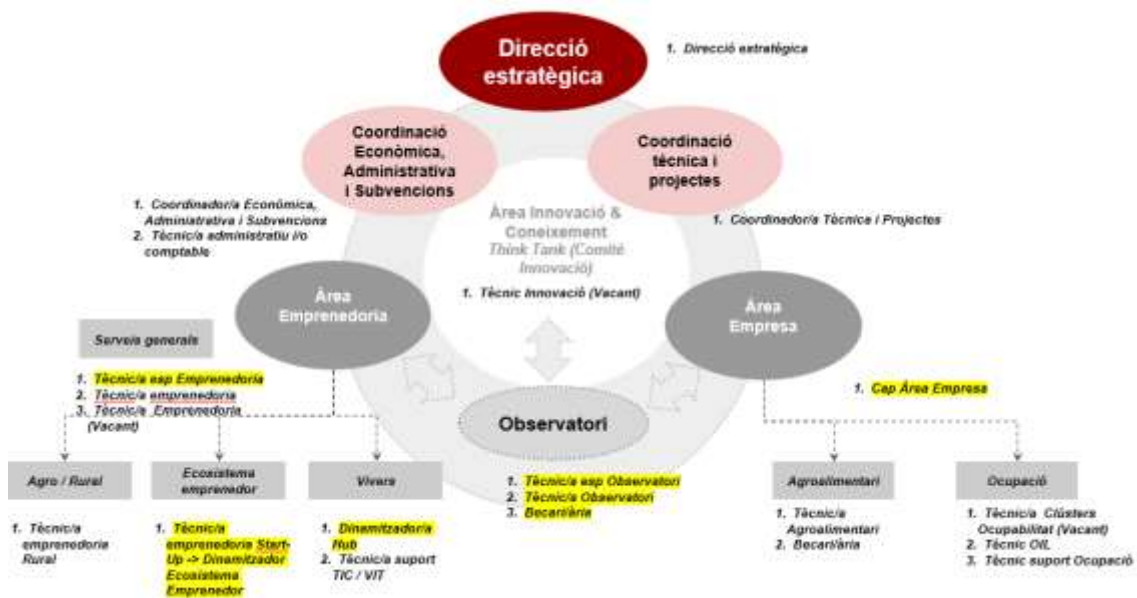 Direcció
estratègica
1. Direcció estratégica
Coordinació
Econòmica,
Administrativa
i Subvencions
Coordinació
tècnica i
projectes
1. Coordinador/a Econômica,
Administrativa i Subvencions
2. Tècnic/a administratiu i/o
comptable
Àrea Innovació &
Coneixement
Think Tank (Comité
Innovació)
1. Tècnic Innovació (Vacant)
1. Coordinador/a Tècnica i Projectes
Àrea
Emprenedoria
Àrea
Empresa
Serveis generals
1. Tècnic/a esp Emprenedoria
2. Tècnic/a emprenedoria
3. Tècnic/a Emprenedoria
(Vacant)
1. Cap Àrea Empresa
Observatori
1. Tècnic/a esp Observatori
2. Tècnic/a Observatori
3. Becari/ària
Agro / Rural
1. Tècnic/a
emprenedoria
Rural
Ecosistema
emprenedor
1. Tècnic/a
emprenedoria Start-
Up -> Dinamitzador
Ecosistema
Emprenedor
Vivers
1. Dinamitzador/a
Hub
2. Tècnic/a suport
TIC / VIT
Agroalimentari
1. Tècnic/a
Agroalimentari
2. Becari/ària
Ocupació
1. Tècnic/a Clústers
Ocupabilitat (Vacant)
2. Tècnic OIL
3. Tècnic suport Ocupació